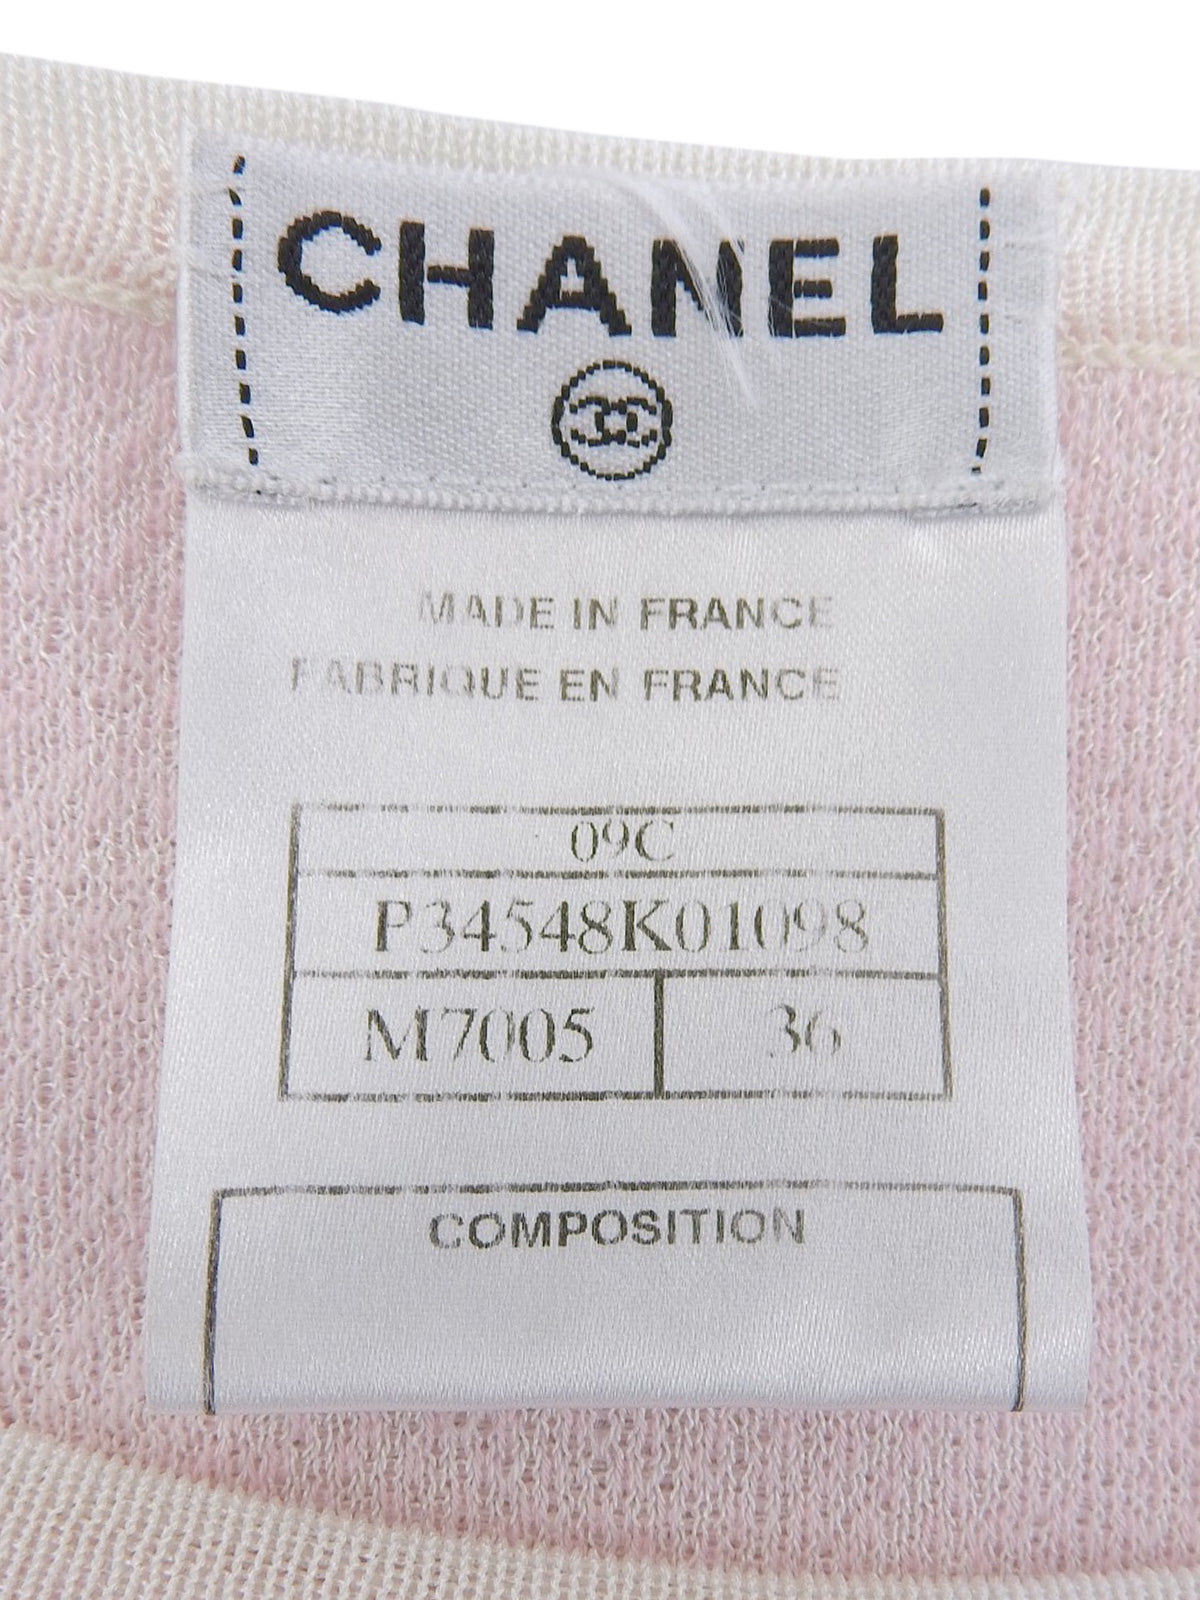 CHANEL
MADE IN FRANCE
FABRIQUE EN FRANCE
09C
P34548K01098
M7005 36
COMPOSITION